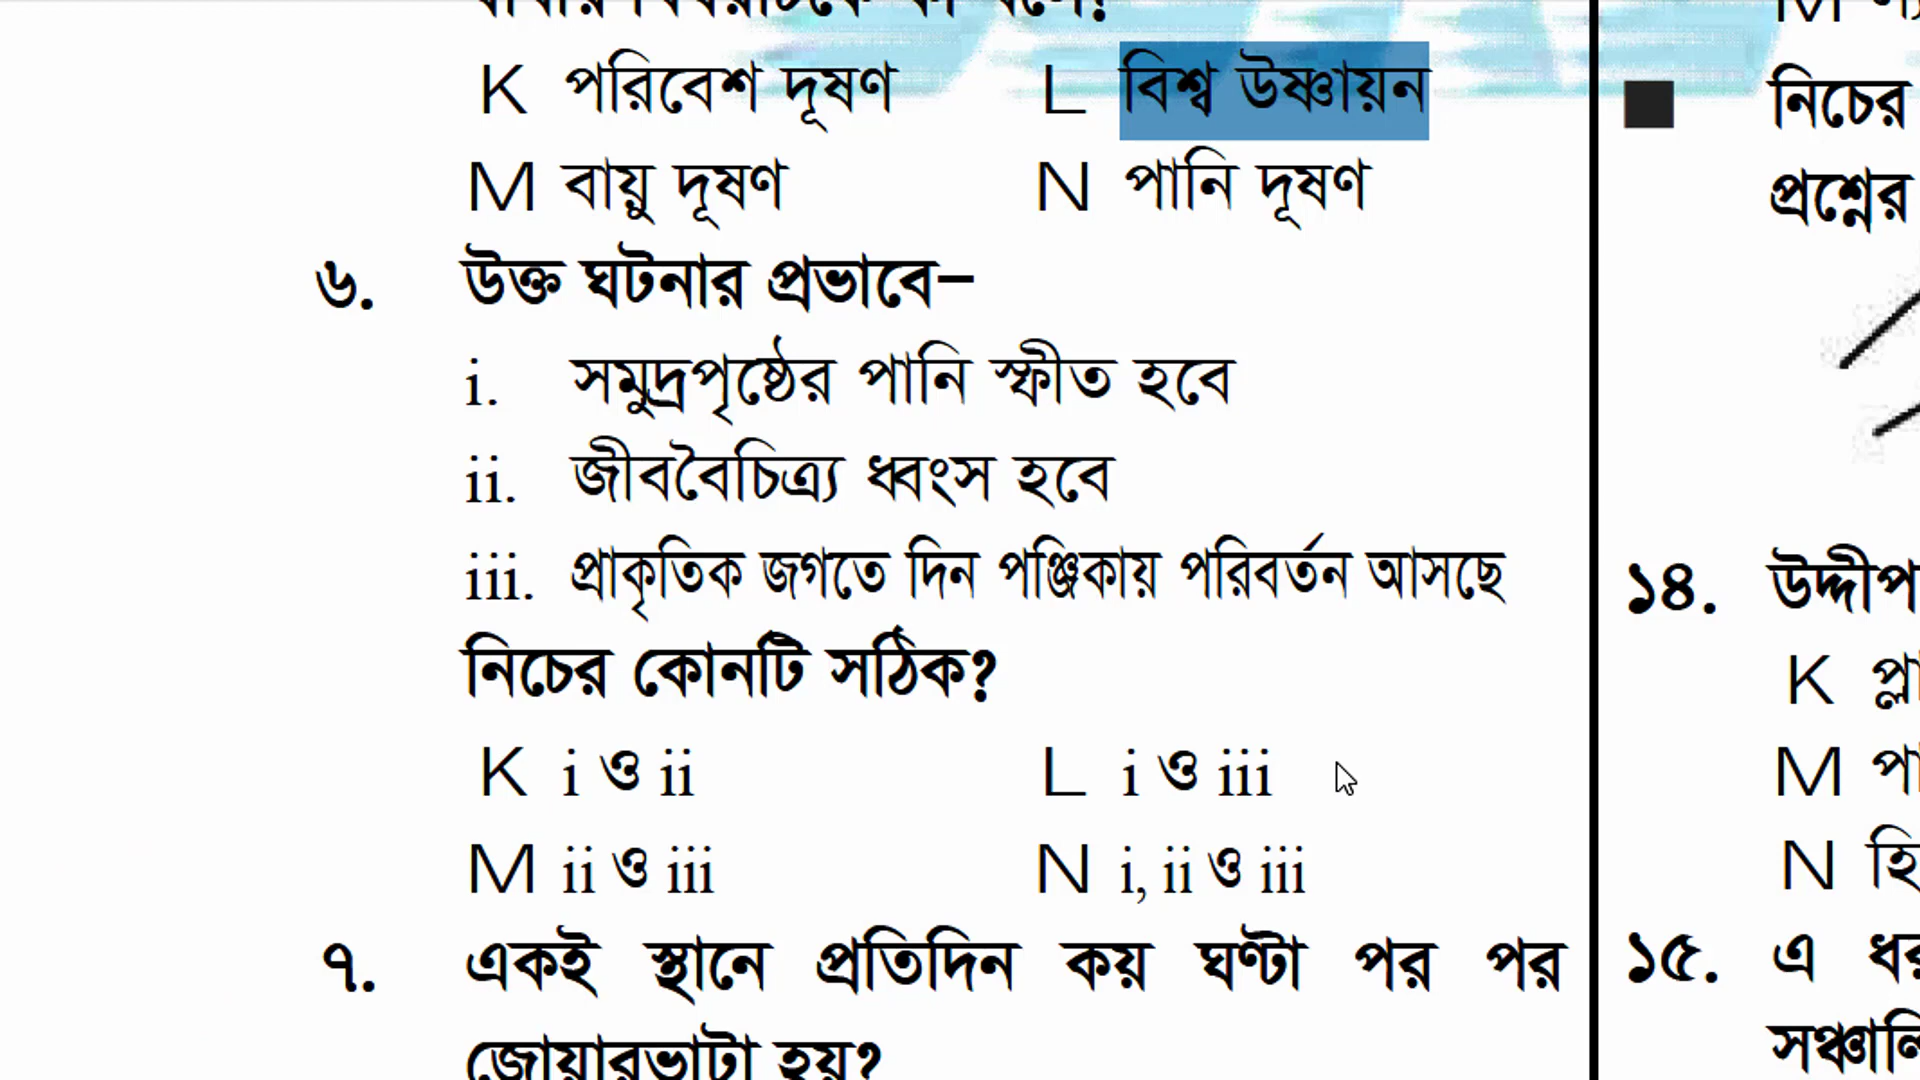 K পরিবেশ দূষণ L বিশ্ব উষ্ণায়ন
M বায়ু দূষণ N পানি দূষণ
৬. উক্ত ঘটনার প্রভাবে–
i. সমুদ্রপৃষ্ঠের পানি স্ফীত হবে
ii. জীববৈচিত্র্য ধ্বংস হবে
iii. প্রাকৃতিক জগতে দিন পঞ্জিকায় পরিবর্তন আসছে
নিচের কোনটি সঠিক?
K i ও ii L i ও iii
M ii ও iii N i, ii ও iii
৭. একই স্থানে প্রতিদিন কয় ঘণ্টা পর পর
জোয়ারভাটা হয়?
M
■ নিচের
প্রশ্নের
১৪.
K
M
N
১৫. এ